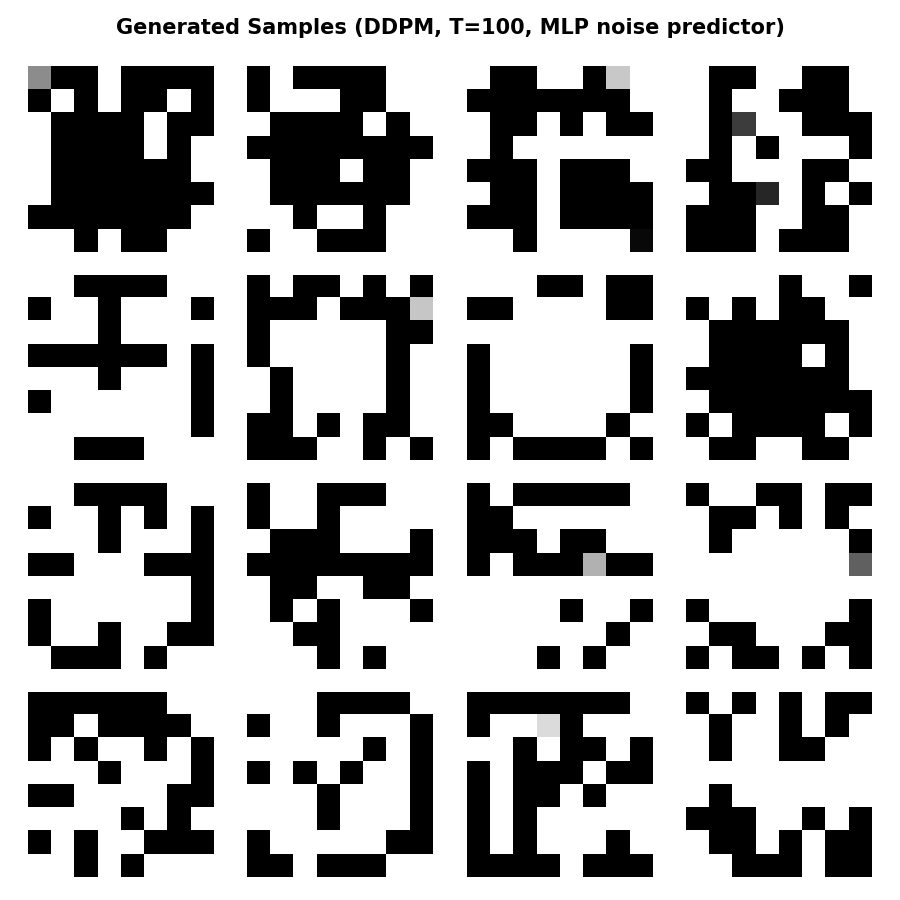 Generated Samples (DDPM, T=100, MLP noise predictor)